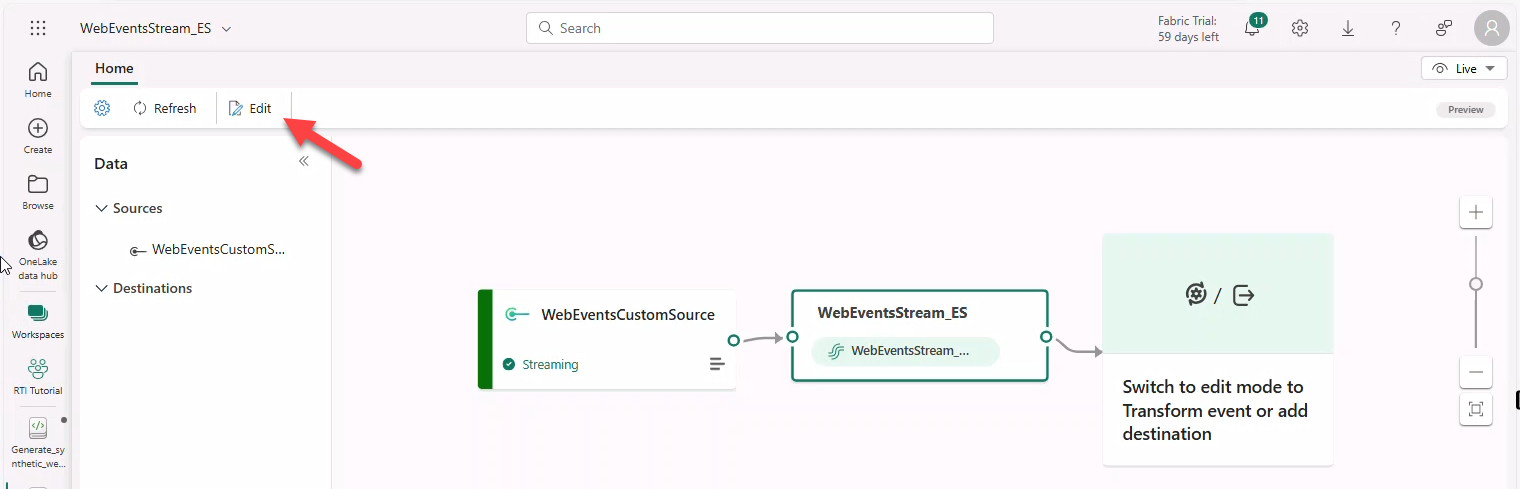 WebEventsStream_ES
Search
Fabric Trial:
59 days left
11
Home
Live
Refresh
Edit
Preview
Home
Create
Browse
OneLake
data hub
Workspaces
RTI Tutorial
Generate_sy
nthetic_we...
Data
Sources
WebEventsCustomS...
Destinations
WebEventsCustomSource
Streaming
WebEventsStream_ES
WebEventsStream_...
/
Switch to edit mode to
Transform event or add
destination